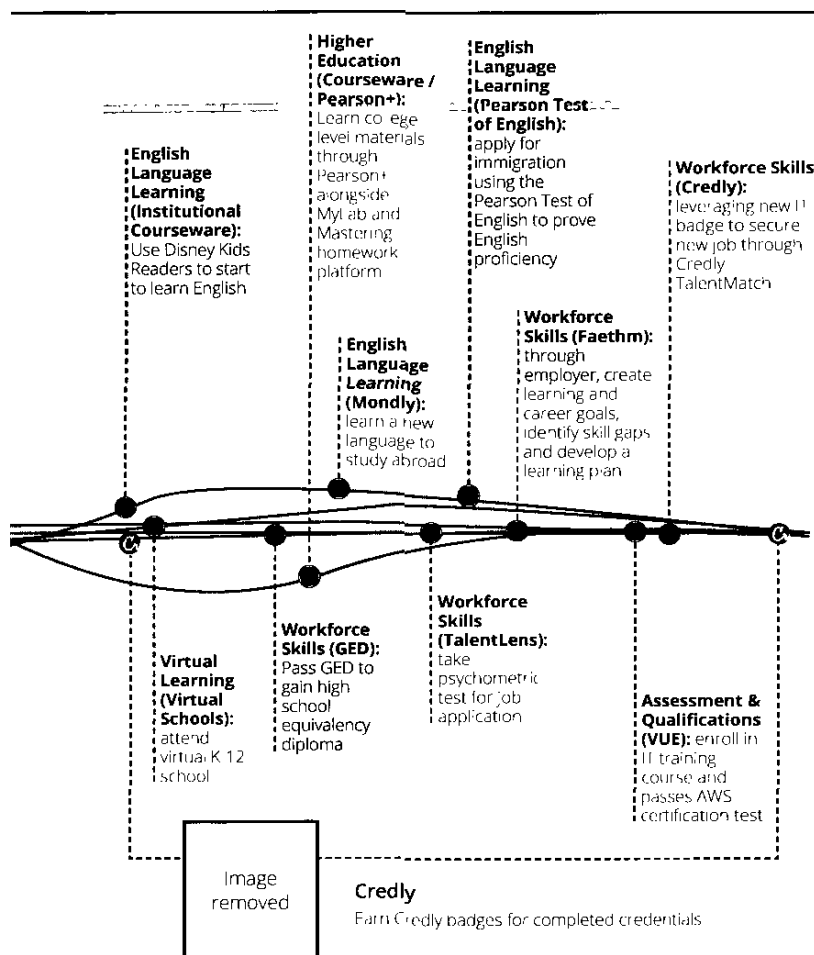 English
Language
Learning
(Institutional
Courseware):
Use Disney Kids
Readers to start
to learn English
Higher
Education
(Courseware /
Pearson+):
Learn college
level materials
through
Pearson+
alongside
MyLab and
Mastering
homework
platform
English
Language
Learning
(Mondly):
learn a new
language to
study abroad
English
Language
Learning
(Pearson Test
of English):
apply for
immigration
using the
Pearson Test of
English to prove
English
proficiency
Workforce
Skills (Faethm):
through
employer, create
learning and
career goals,
identify skill gaps
and develop a
learning plan
Workforce Skills
(Credly):
leveraging new IT
badge to secure
new job through
Credly
TalentMatch
Virtual
Learning
(Virtual
Schools):
attend
virtual K-12
school
Workforce
Skills (GED):
Pass GED to
gain high
school
equivalency
diploma
Workforce
Skills
(TalentLens):
take
psychometric
test for job
application
Assessment &
Qualifications
(VUE): enroll in
IT training
course and
passes AWS
certification test
Image
removed
Credly
Earn Credly badges for completed credentials